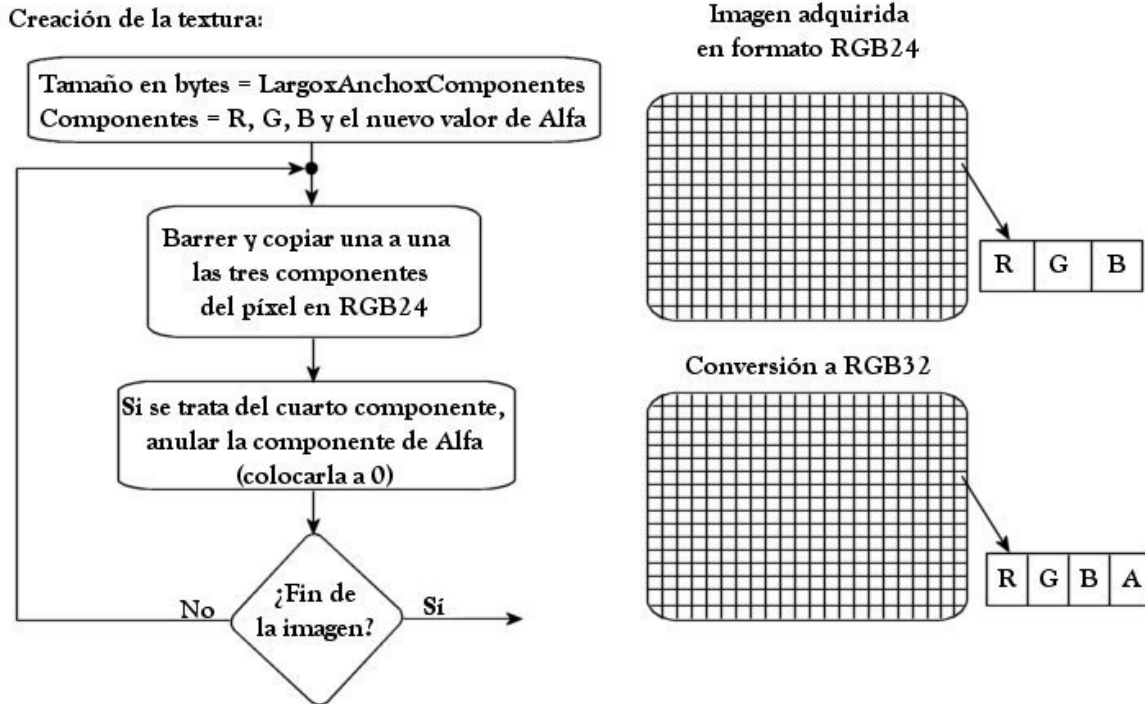 Creación de la textura:
Tamaño en bytes = LargoxAnchoxComponentes
Componentes = R, G, B y el nuevo valor de Alfa
Barrer y copiar una a una
las tres componentes
del píxel en RGB24
Si se trata del cuarto componente,
anular la componente de Alfa
(colocarla a 0)
¿Fin de
la imagen?
No
Sí
Imagen adquirida
en formato RGB24
R G B
Conversión a RGB32
R G B A